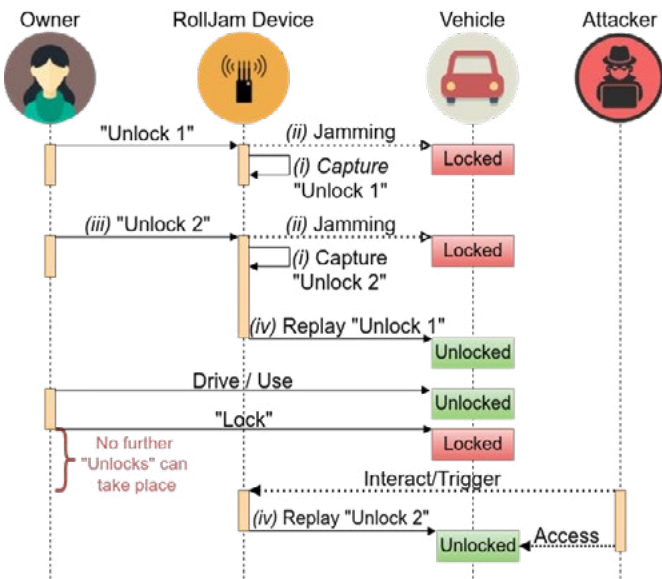 Owner
RollJam Device
Vehicle
Attacker
"Unlock 1"
(ii) Jamming
Locked
(i) Capture
"Unlock 1"
(iii) "Unlock 2"
(ii) Jamming
Locked
(i) Capture
"Unlock 2"
(iv) Replay "Unlock 1"
Unlocked
Drive / Use
Unlocked
"Lock"
Locked
No further
"Unlocks" can
take place
Interact/Trigger
(iv) Replay "Unlock 2"
Unlocked
Access